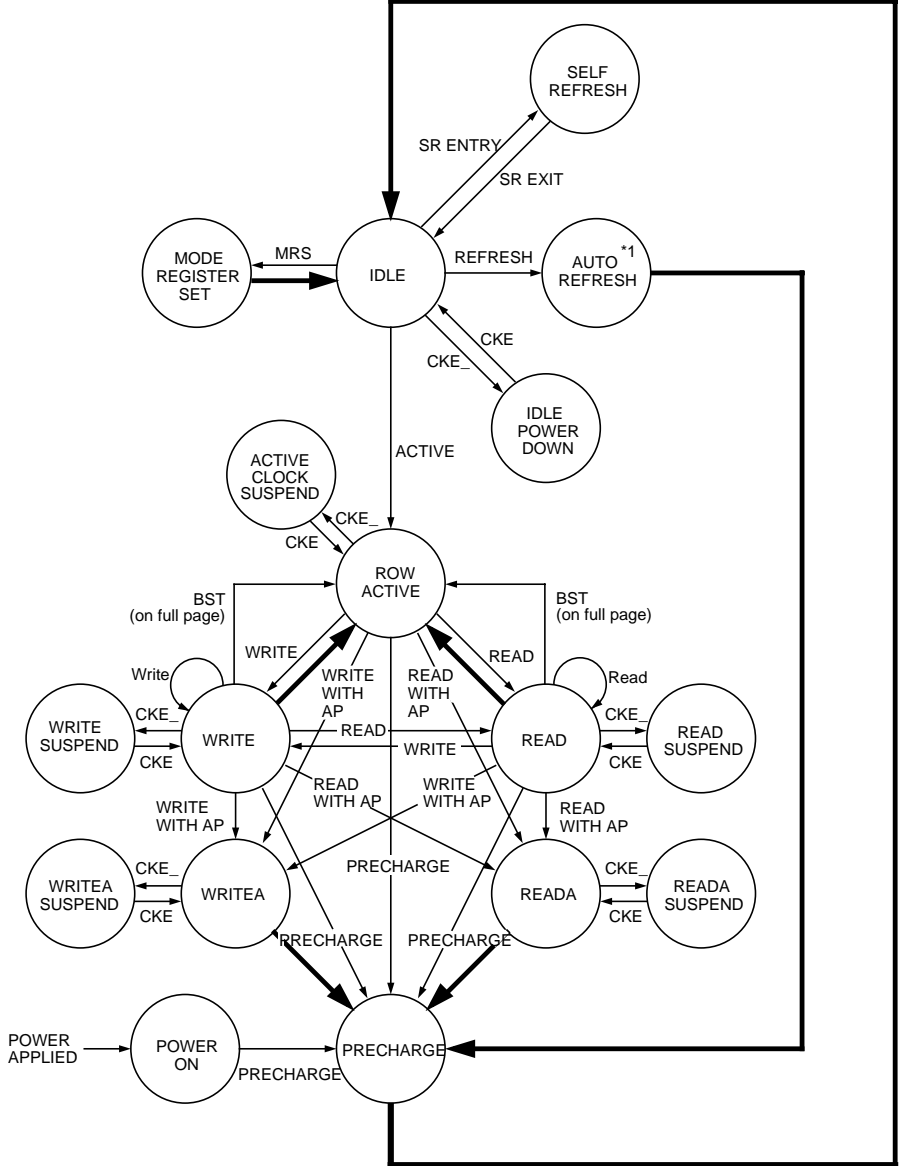 SELF
REFRESH
SR ENTRY
SR EXIT
MODE
REGISTER
SET
MRS
IDLE
REFRESH
AUTO *1
REFRESH
CKE
CKE_
IDLE
POWER
DOWN
ACTIVE
ACTIVE
CLOCK
SUSPEND
CKE_
CKE
ROW
ACTIVE
BST
(on full page)
BST
(on full page)
WRITE
READ
Write
WRITE
WITH
AP
READ
WITH
AP
Read
WRITE
SUSPEND
CKE_
CKE
WRITE
READ
WRITE
READ
CKE_
CKE
READ
SUSPEND
READ
WITH AP
WRITE
WITH AP
WRITE
WITH AP
READ
WITH AP
WRITEA
SUSPEND
CKE_
CKE
WRITEA
PRECHARGE
READA
CKE_
CKE
READA
SUSPEND
PRECHARGE
PRECHARGE
POWER
APPLIED
POWER
ON
PRECHARGE
PRECHARGE